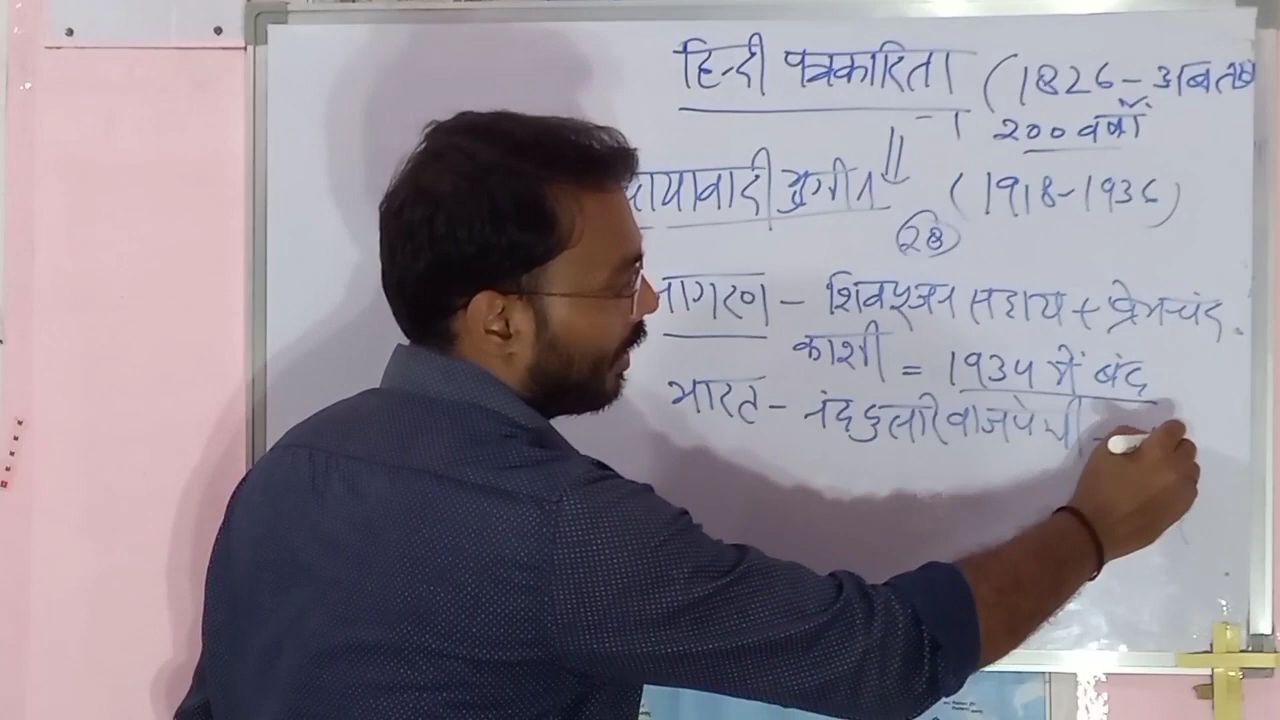 हिन्दी पत्रकारिता (1826 - अबतक
200 वर्षों
ायावादी युगीन (1918-1936)
28
जागरण - शिवपूजन सहाय + प्रेमचंद.
काशी = 1934 में बंद
भारत - नंददुलारे वाजपेयी -